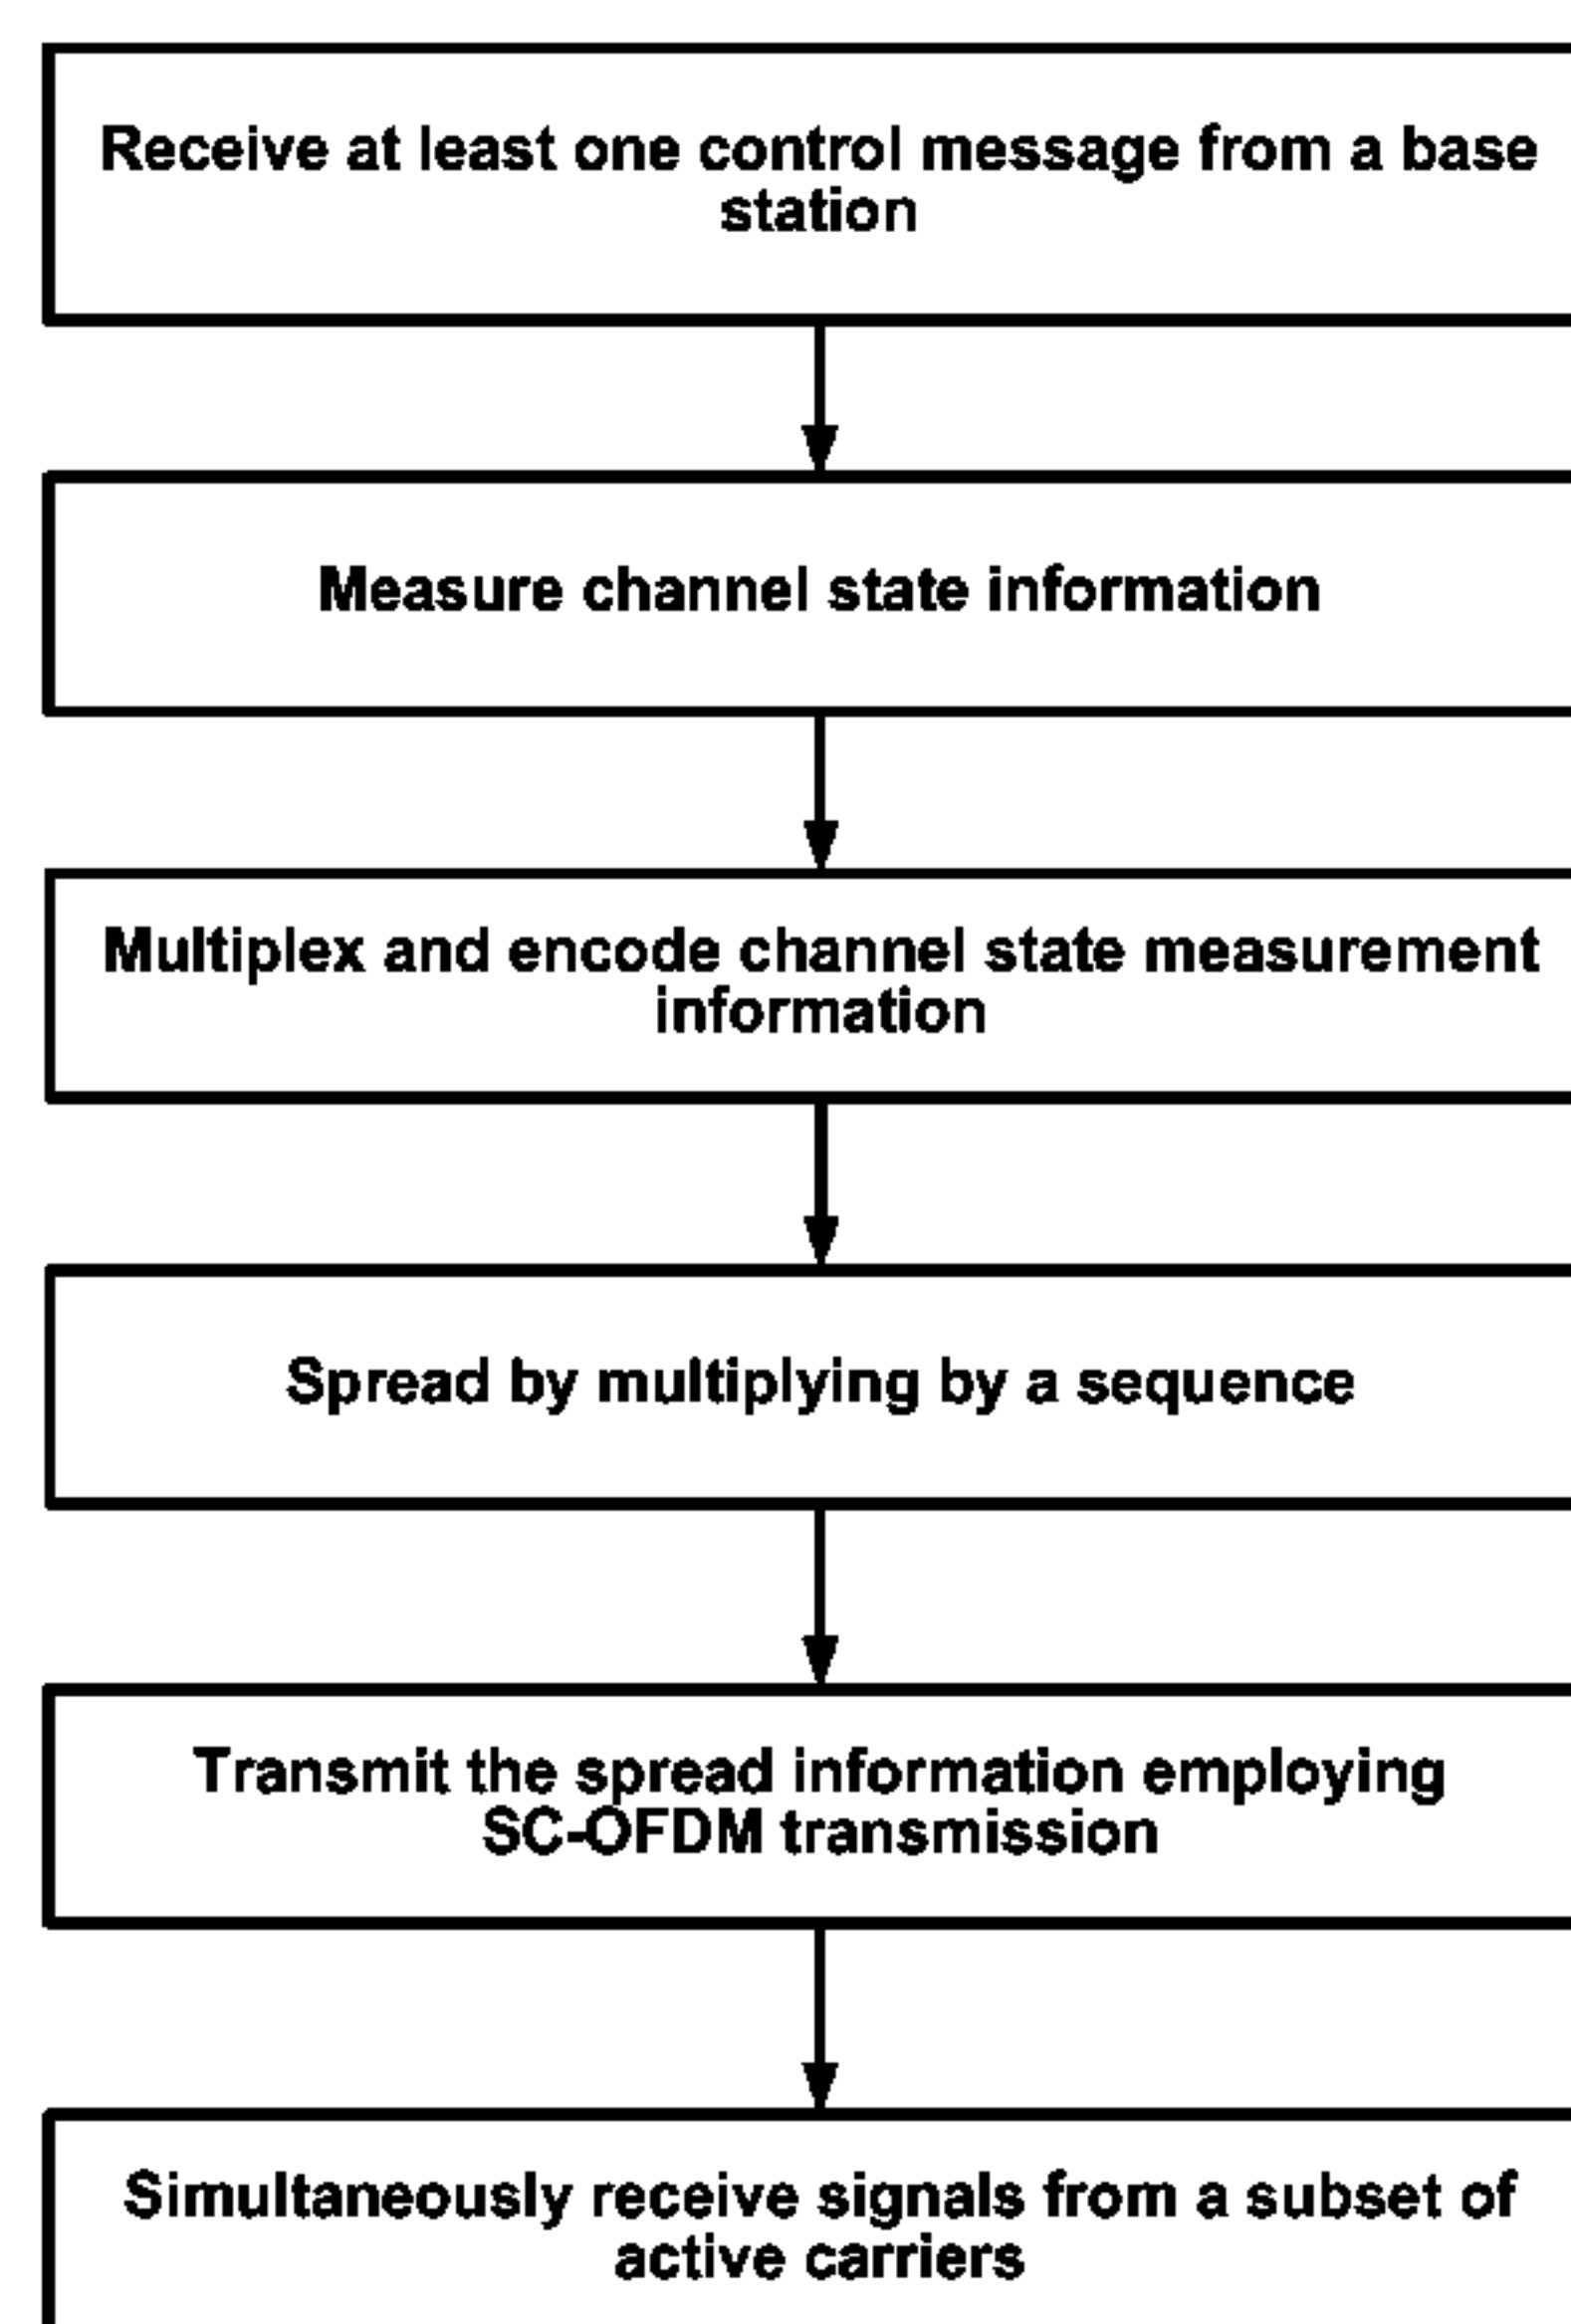 Receive at least one control message from a base
station
Measure channel state information
Multiplex and encode channel state measurement
information
Spread by multiplying by a sequence
Transmit the spread information employing
SC-OFDM transmission
Simultaneously receive signals from a subset of
active carriers